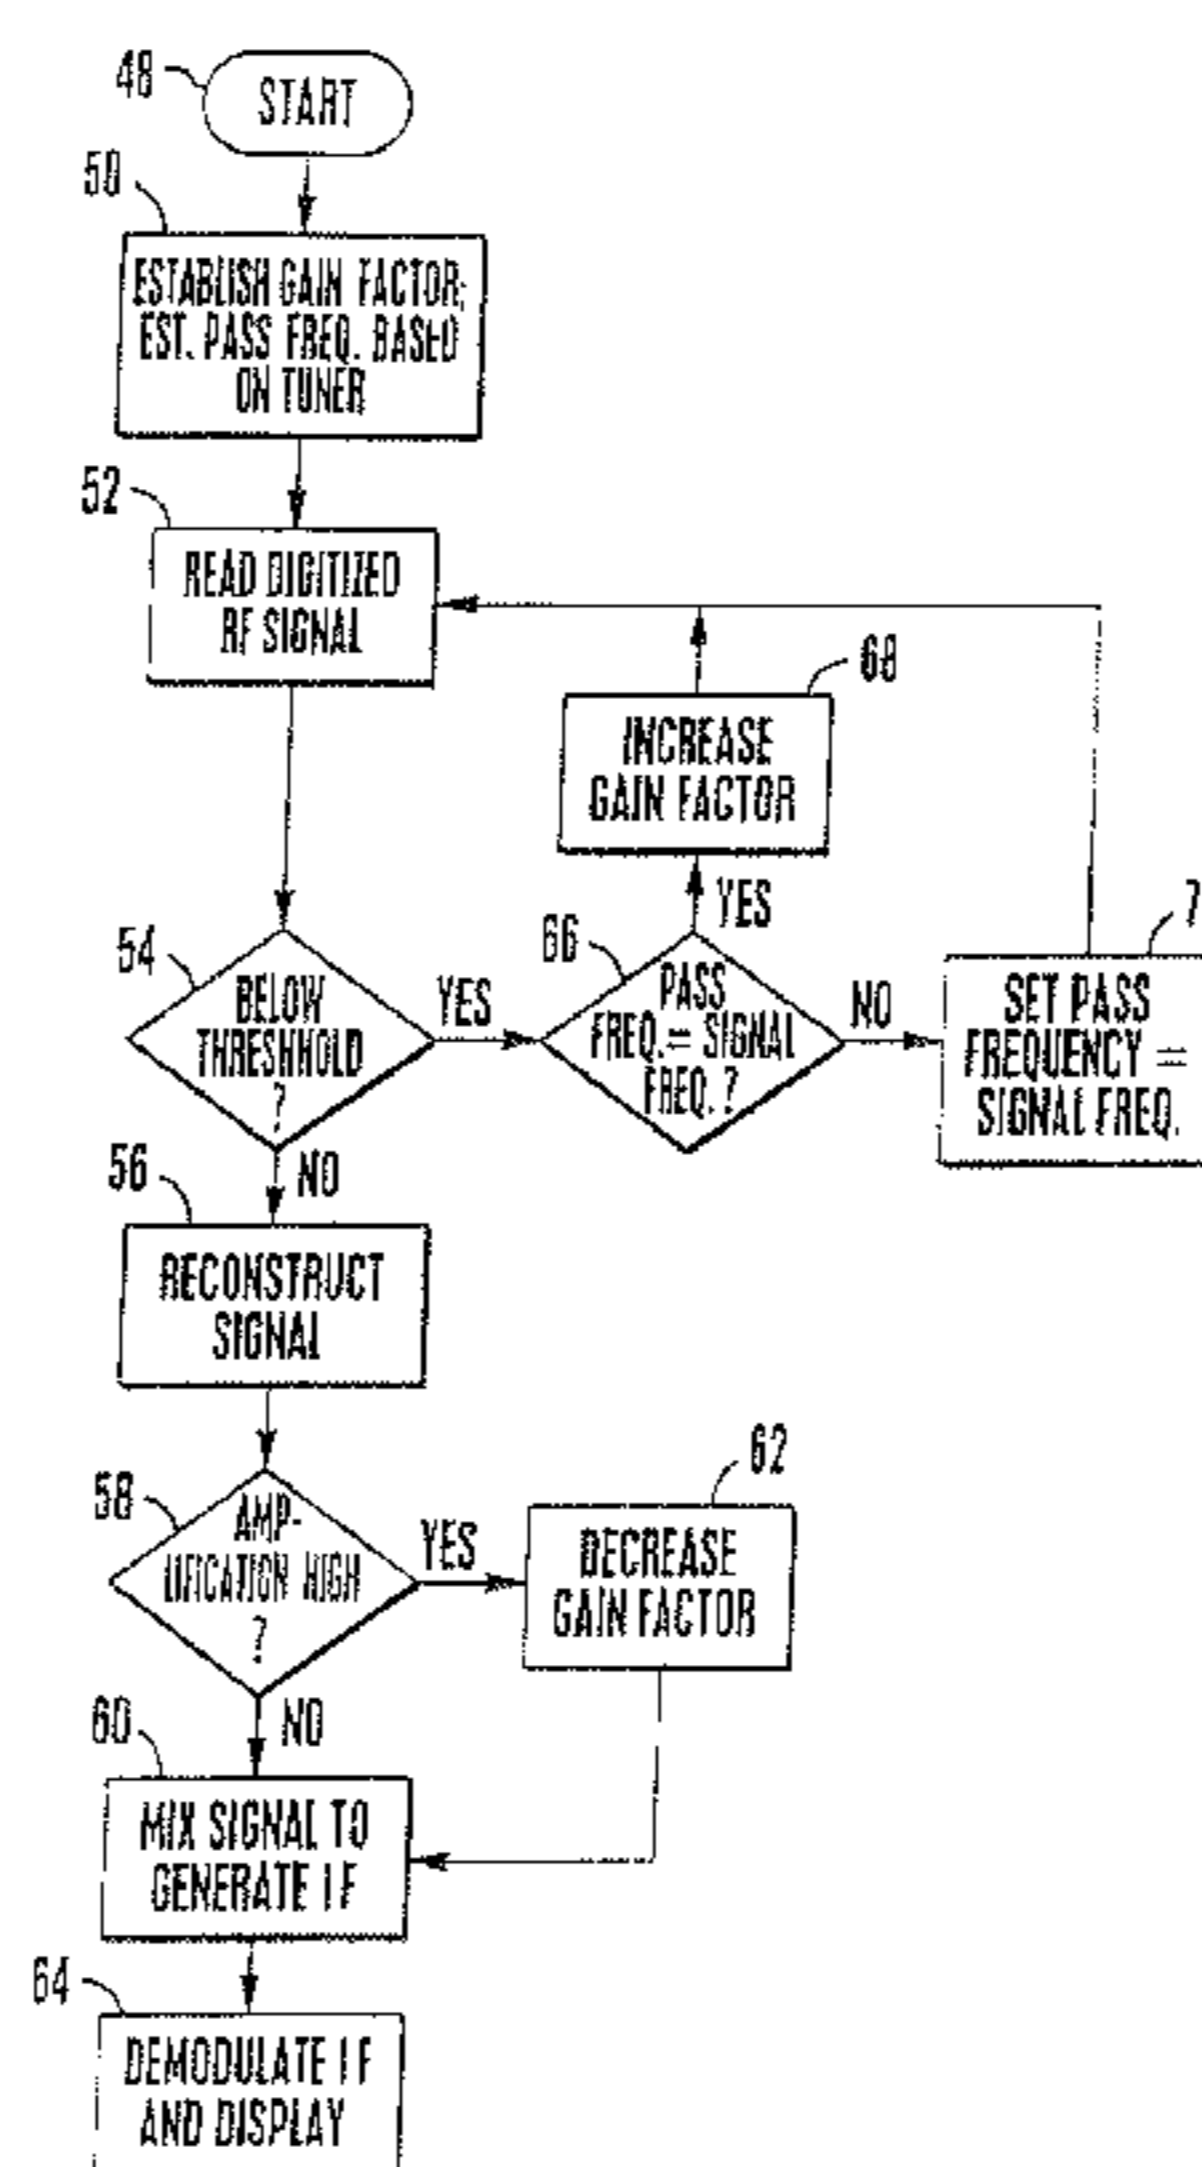 48
START
50
ESTABLISH GAIN FACTOR;
EST. PASS FREQ. BASED
ON TUNER
52
READ DIGITIZED
RF SIGNAL
68
INCREASE
GAIN FACTOR
YES
54
BELOW
THRESHHOLD
?
YES
66
PASS
FREQ.= SIGNAL
FREQ. ?
NO
7
SET PASS
FREQUENCY =
SIGNAL FREQ.
NO
56
RECONSTRUCT
SIGNAL
58
AMP-
LIFICATION HIGH
?
YES
62
DECREASE
GAIN FACTOR
NO
60
MIX SIGNAL TO
GENERATE IF
64
DEMODULATE IF
AND DISPLAY